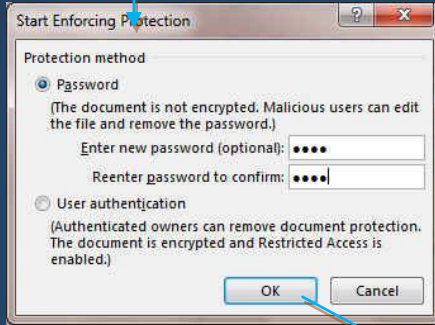 Start Enforcing Protection
Protection method
Password
(The document is not encrypted. Malicious users can edit
the file and remove the password.)
Enter new password (optional): ••••
Reenter password to confirm: ••••
User authentication
(Authenticated owners can remove document protection.
The document is encrypted and Restricted Access is
enabled.)
OK Cancel